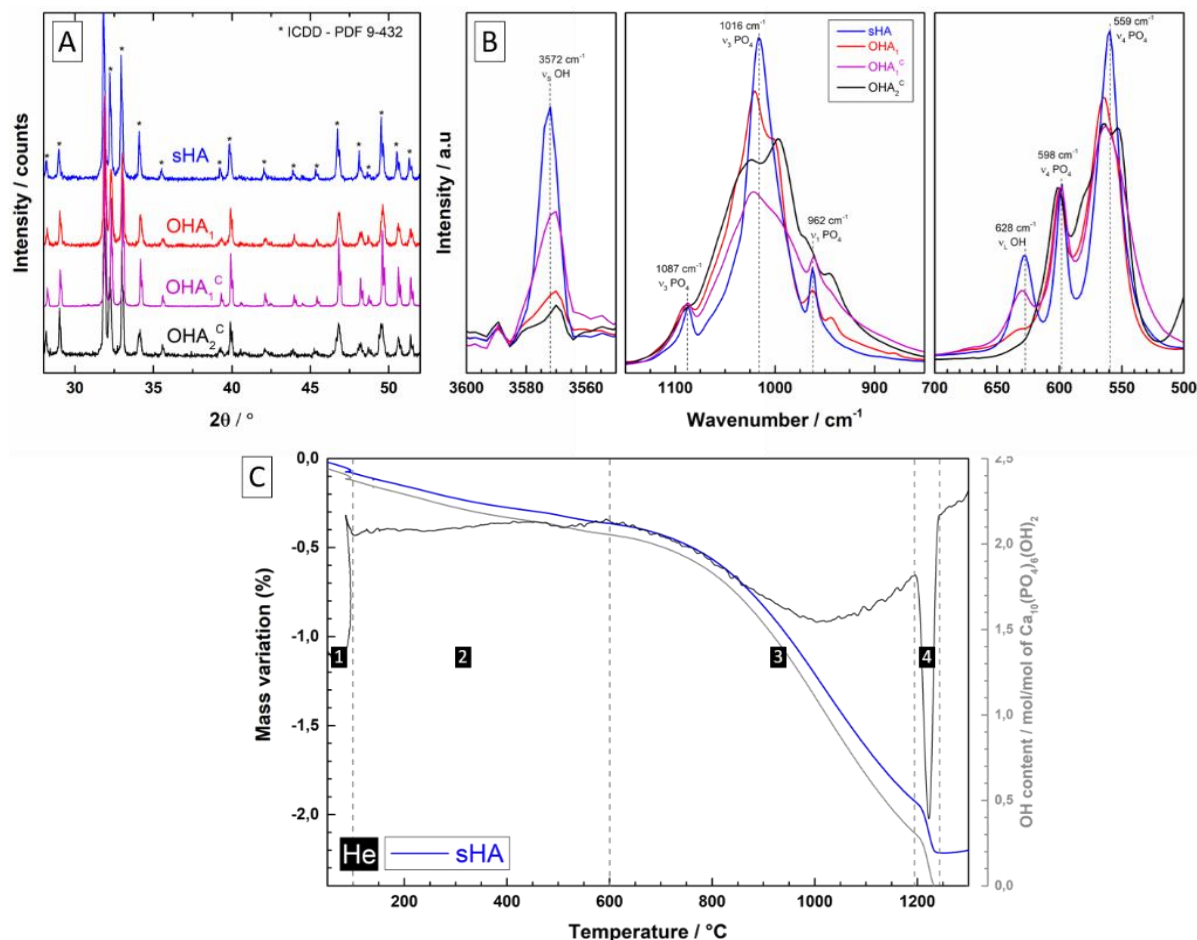 A
* ICDD - PDF 9-432
sHA
OHA₁
OHA₁ᶜ
OHA₂ᶜ
Intensity / counts
28 30 35 40 45 50
2θ / °
B
3572 cm⁻¹
νₛ OH
1016 cm⁻¹
ν₃ PO₄
1087 cm⁻¹
ν₃ PO₄
962 cm⁻¹
ν₁ PO₄
sHA
OHA₁
OHA₁ᶜ
OHA₂ᶜ
559 cm⁻¹
ν₄ PO₄
598 cm⁻¹
ν₄ PO₄
628 cm⁻¹
ν_L OH
Intensity / a.u
3600 3580 3560
1100 1000 900
700 650 600 550 500
Wavenumber / cm⁻¹
C
0,0
-0,5
-1,0
-1,5
-2,0
Mass variation (%)
2,5
2,0
1,5
1,0
0,5
0,0
OH content / mol/mol of Ca₁₀(PO₄)₆(OH)₂
1
2
3
4
He
sHA
200 400 600 800 1000 1200
Temperature / °C